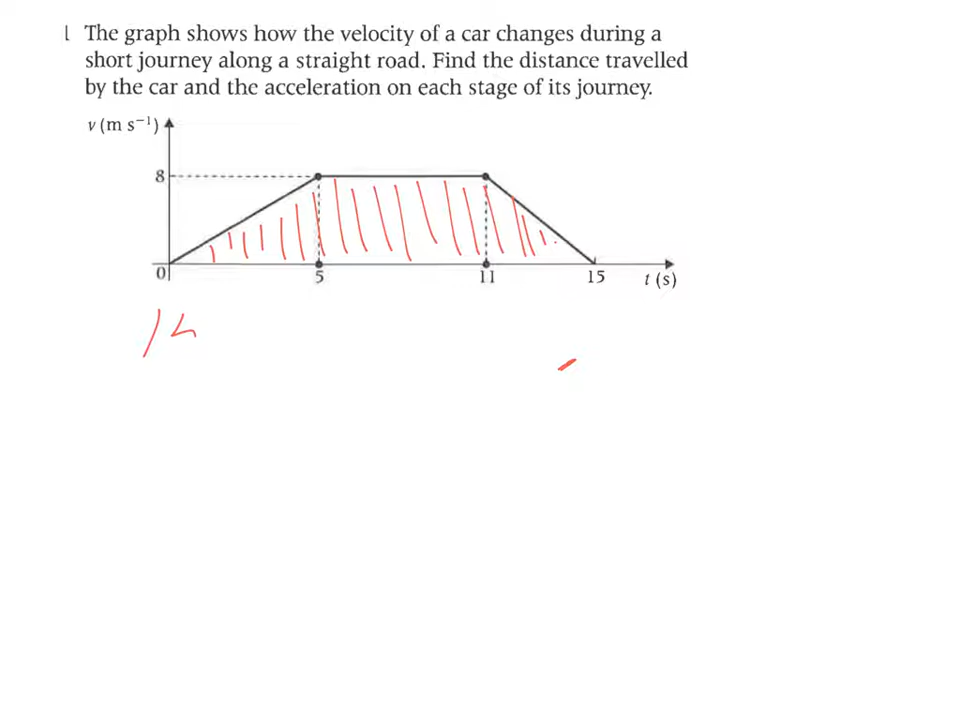 1 The graph shows how the velocity of a car changes during a
short journey along a straight road. Find the distance travelled
by the car and the acceleration on each stage of its journey.
v (m s⁻¹)
8
0 5 11 15 t (s)